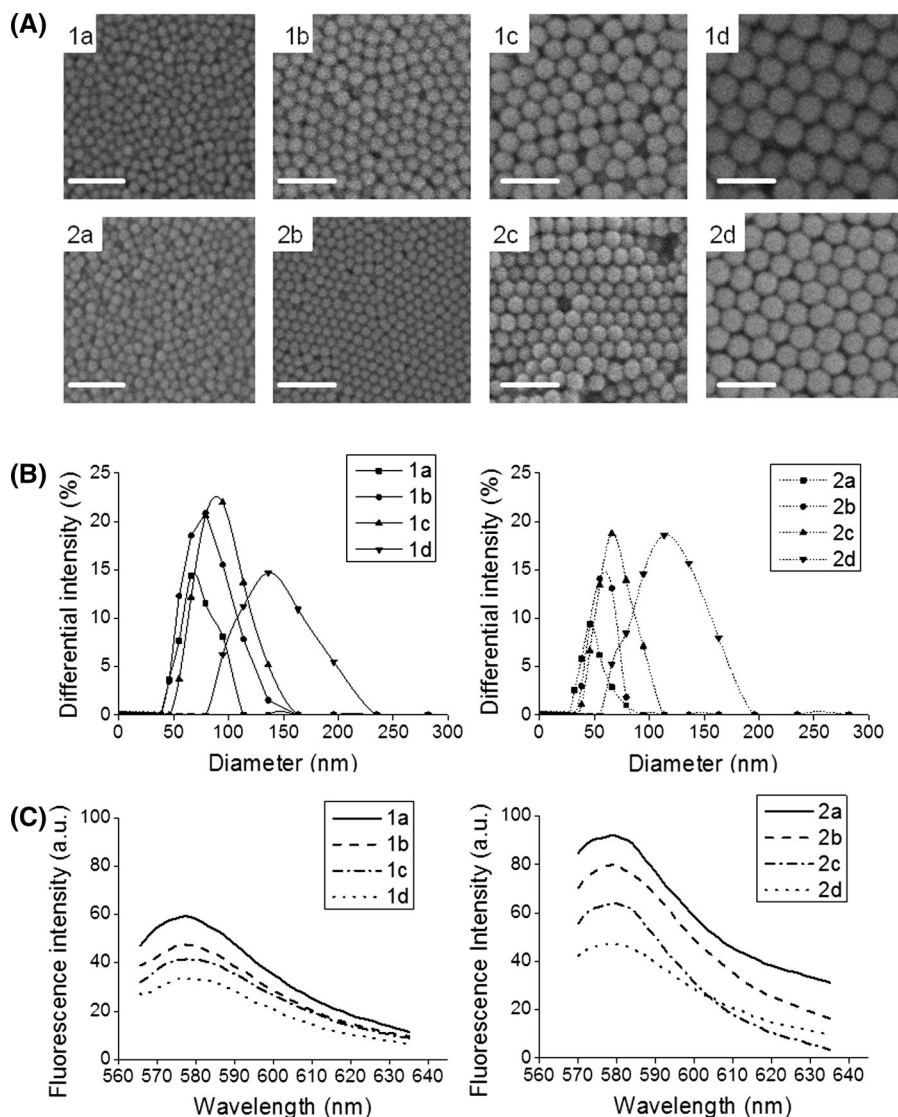 (A)
1a
1b
1c
1d
2a
2b
2c
2d
(B)
Differential intensity (%)
25
20
15
10
5
0
0 50 100 150 200 250 300
Diameter (nm)
1a
1b
1c
1d
Differential intensity (%)
25
20
15
10
5
0
0 50 100 150 200 250 300
Diameter (nm)
2a
2b
2c
2d
(C)
Fluorescence intensity (a.u.)
100
80
60
40
20
0
560 570 580 590 600 610 620 630 640
Wavelength (nm)
1a
1b
1c
1d
Fluorescence Intensity (a.u.)
100
80
60
40
20
0
560 570 580 590 600 610 620 630 640
Wavelength (nm)
2a
2b
2c
2d